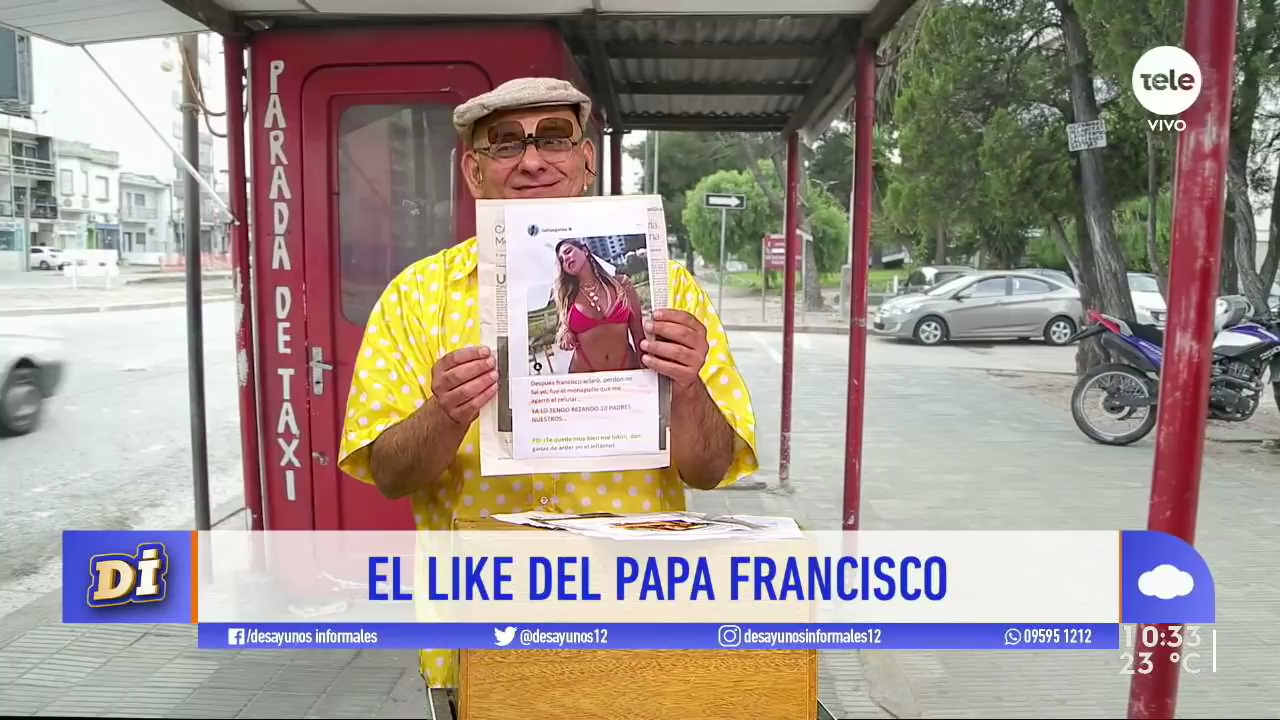 tele
VIVO
PARADA DE TAXI
Después francisco aclaró, perdón no
fui yo, fue el monaguillo que me
agarró el celular...
YA LO TENGO REZANDO 10 PADRES
NUESTROS...
PD: ¡Te queda muy bien ese bikini, dan
ganas de arder en el infierno!
Di
EL LIKE DEL PAPA FRANCISCO
/desayunos informales
@desayunos12
desayunosinformales12
09595 1212
10:33
23 °C